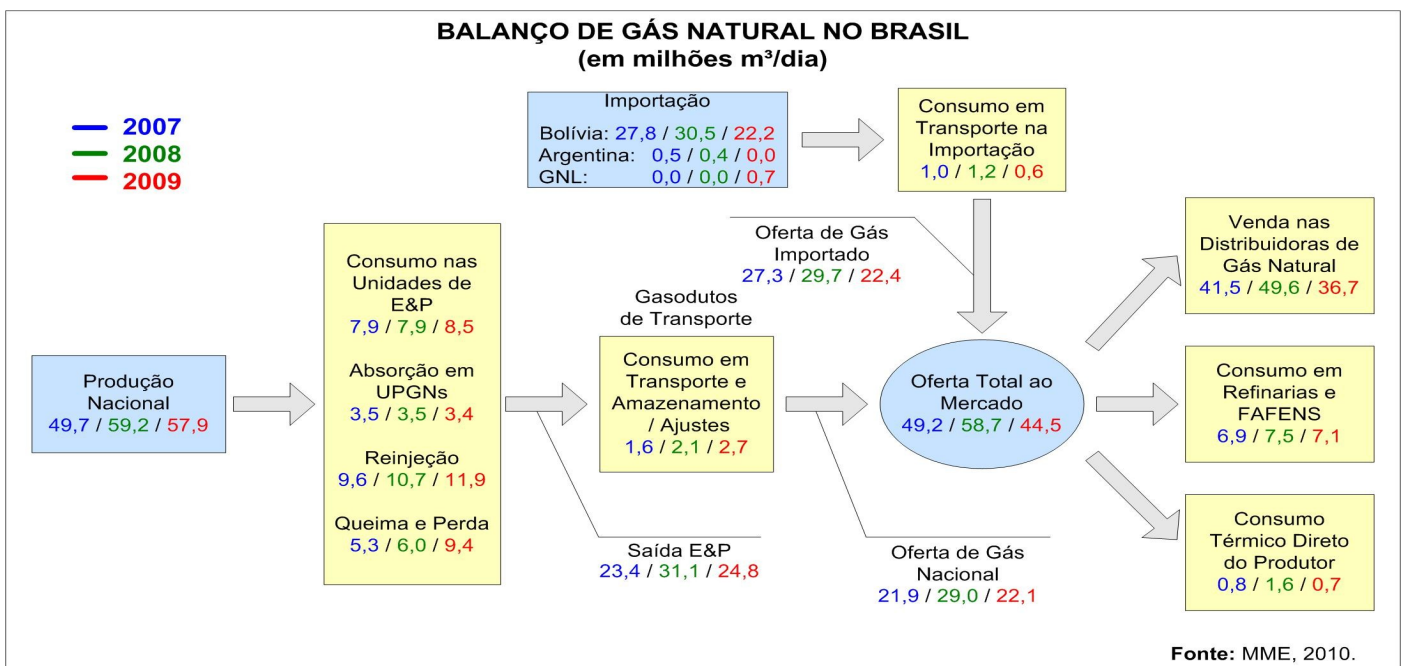 BALANÇO DE GÁS NATURAL NO BRASIL
(em milhões m³/dia)
2007
2008
2009
Importação
Bolívia: 27,8 / 30,5 / 22,2
Argentina: 0,5 / 0,4 / 0,0
GNL: 0,0 / 0,0 / 0,7
Consumo em
Transporte na
Importação
1,0 / 1,2 / 0,6
Oferta de Gás
Importado
27,3 / 29,7 / 22,4
Produção
Nacional
49,7 / 59,2 / 57,9
Consumo nas
Unidades de
E&P
7,9 / 7,9 / 8,5
Absorção em
UPGNs
3,5 / 3,5 / 3,4
Reinjeção
9,6 / 10,7 / 11,9
Queima e Perda
5,3 / 6,0 / 9,4
Saída E&P
23,4 / 31,1 / 24,8
Gasodutos
de Transporte
Consumo em
Transporte e
Amazenamento
/ Ajustes
1,6 / 2,1 / 2,7
Oferta de Gás
Nacional
21,9 / 29,0 / 22,1
Oferta Total ao
Mercado
49,2 / 58,7 / 44,5
Venda nas
Distribuidoras de
Gás Natural
41,5 / 49,6 / 36,7
Consumo em
Refinarias e
FAFENS
6,9 / 7,5 / 7,1
Consumo
Térmico Direto
do Produtor
0,8 / 1,6 / 0,7
Fonte: MME, 2010.